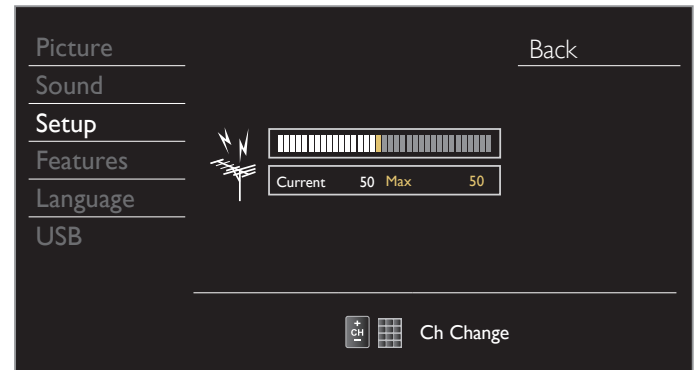 Picture
Back
Sound
Setup
Features
Language
USB
Current 50 Max 50
+
CH
−
Ch Change